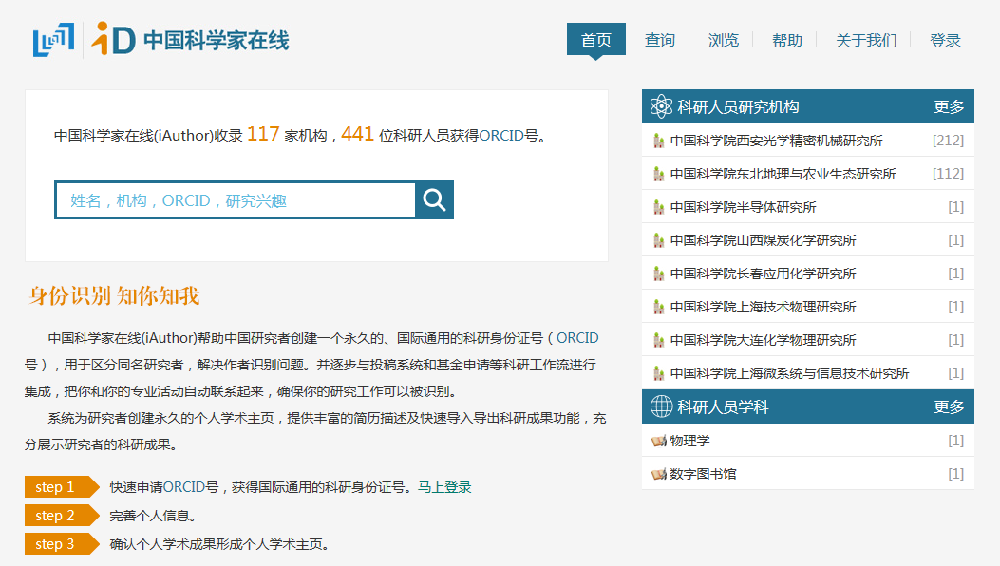 iD 中国科学家在线
首页 查询 浏览 帮助 关于我们 登录
中国科学家在线(iAuthor)收录 117 家机构，441 位科研人员获得ORCID号。
姓名，机构，ORCID，研究兴趣
身份识别 知你知我
中国科学家在线(iAuthor)帮助中国研究者创建一个永久的、国际通用的科研身份证号（ORCID
号），用于区分同名研究者，解决作者识别问题。并逐步与投稿系统和基金申请等科研工作流进行
集成，把你和你的专业活动自动联系起来，确保你的研究工作可以被识别。
系统为研究者创建永久的个人学术主页，提供丰富的简历描述及快速导入导出科研成果功能，充
分展示研究者的科研成果。
step 1 快速申请ORCID号，获得国际通用的科研身份证号。马上登录
step 2 完善个人信息。
step 3 确认个人学术成果形成个人学术主页。
科研人员研究机构 更多
中国科学院西安光学精密机械研究所 [212]
中国科学院东北地理与农业生态研究所 [112]
中国科学院半导体研究所 [1]
中国科学院山西煤炭化学研究所 [1]
中国科学院长春应用化学研究所 [1]
中国科学院上海技术物理研究所 [1]
中国科学院大连化学物理研究所 [1]
中国科学院上海微系统与信息技术研究所 [1]
科研人员学科 更多
物理学 [1]
数字图书馆 [1]